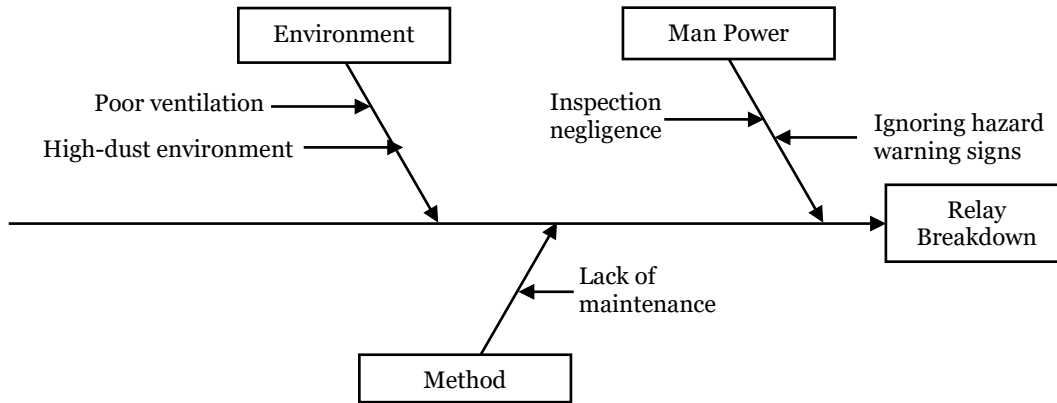 Environment
Man Power
Poor ventilation
High-dust environment
Inspection
negligence
Ignoring hazard
warning signs
Relay
Breakdown
Lack of
maintenance
Method